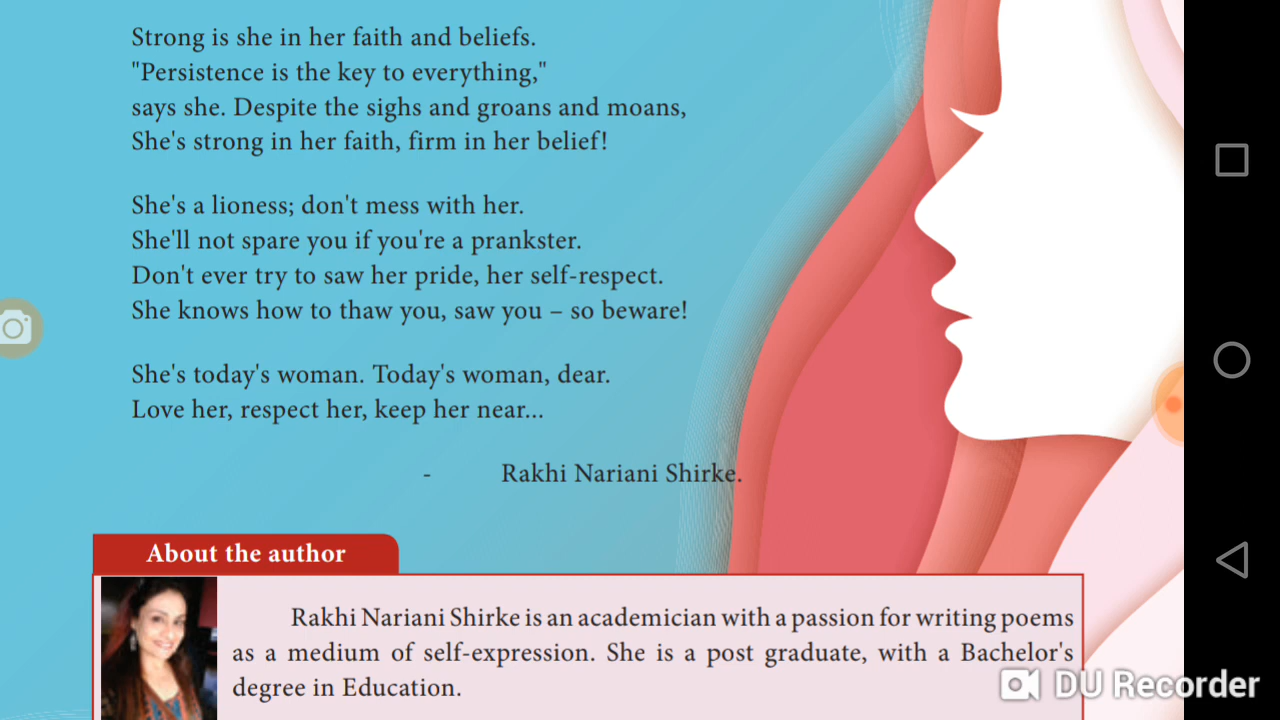 Strong is she in her faith and beliefs.
"Persistence is the key to everything,"
says she. Despite the sighs and groans and moans,
She's strong in her faith, firm in her belief!
She's a lioness; don't mess with her.
She'll not spare you if you're a prankster.
Don't ever try to saw her pride, her self-respect.
She knows how to thaw you, saw you – so beware!
She's today's woman. Today's woman, dear.
Love her, respect her, keep her near...
- Rakhi Nariani Shirke.
About the author
Rakhi Nariani Shirke is an academician with a passion for writing poems
as a medium of self-expression. She is a post graduate, with a Bachelor's
degree in Education.
DU Recorder